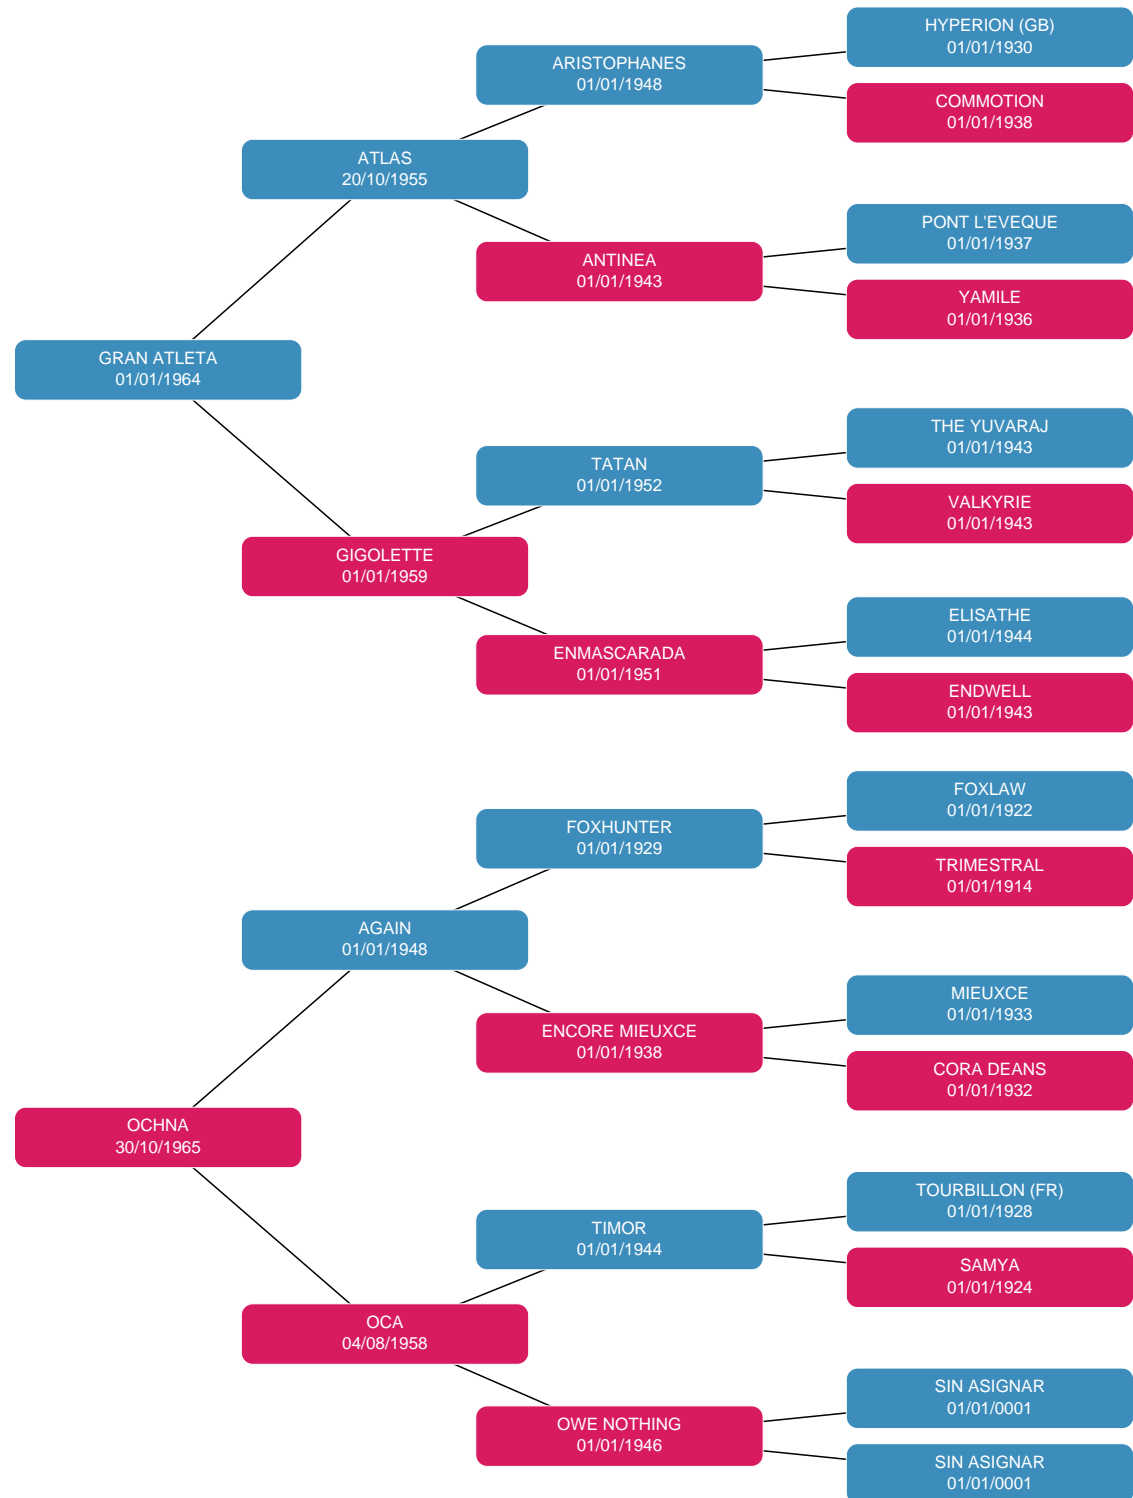 HYPERION (GB)
01/01/1930
ARISTOPHANES
01/01/1948
COMMOTION
01/01/1938
ATLAS
20/10/1955
PONT L'EVEQUE
01/01/1937
ANTINEA
01/01/1943
YAMILE
01/01/1936
GRAN ATLETA
01/01/1964
THE YUVARAJ
01/01/1943
TATAN
01/01/1952
VALKYRIE
01/01/1943
GIGOLETTE
01/01/1959
ELISATHE
01/01/1944
ENMASCARADA
01/01/1951
ENDWELL
01/01/1943
FOXLAW
01/01/1922
FOXHUNTER
01/01/1929
TRIMESTRAL
01/01/1914
AGAIN
01/01/1948
MIEUXCE
01/01/1933
ENCORE MIEUXCE
01/01/1938
CORA DEANS
01/01/1932
OCHNA
30/10/1965
TOURBILLON (FR)
01/01/1928
TIMOR
01/01/1944
SAMYA
01/01/1924
OCA
04/08/1958
SIN ASIGNAR
01/01/0001
OWE NOTHING
01/01/1946
SIN ASIGNAR
01/01/0001